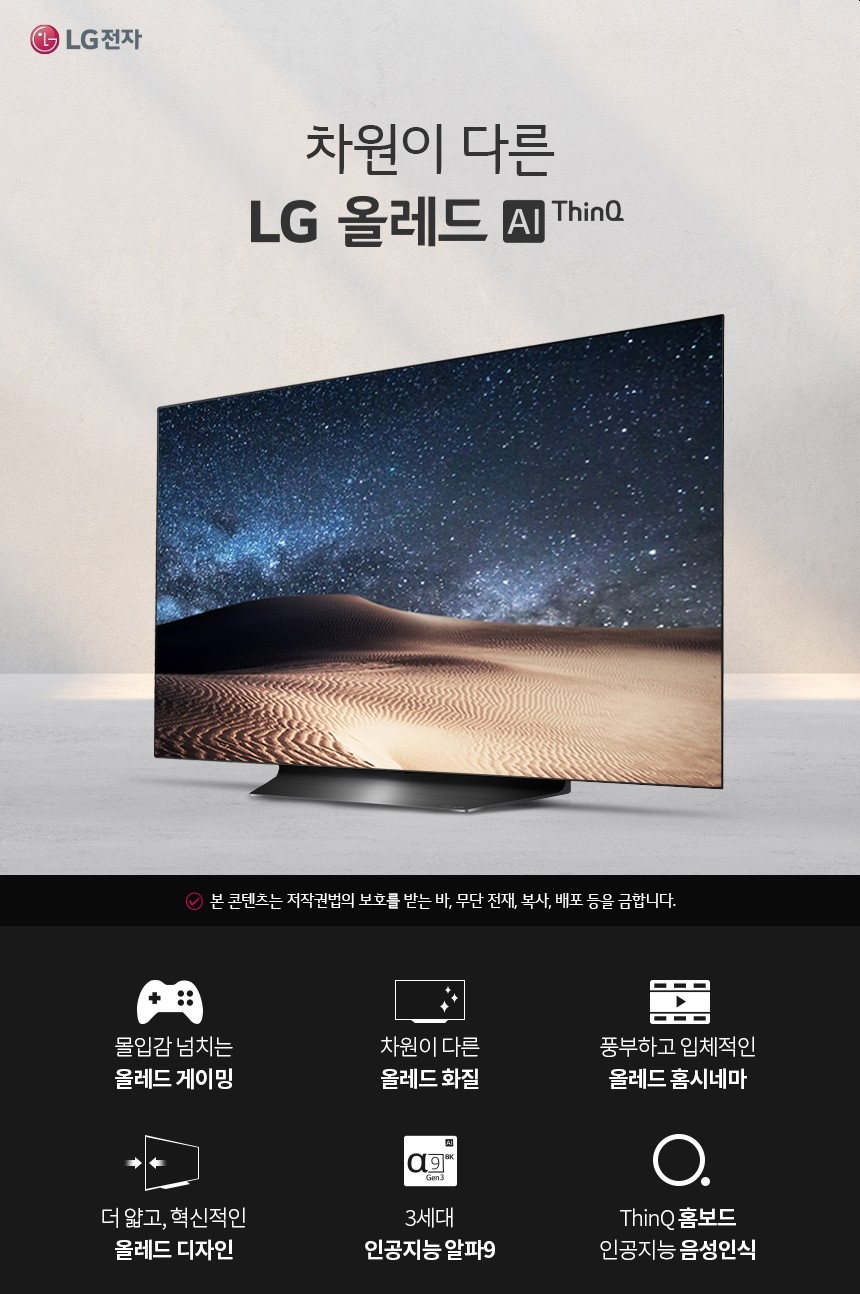 LG전자
차원이 다른
LG 올레드 AI ThinQ
본 콘텐츠는 저작권법의 보호를 받는 바, 무단 전재, 복사, 배포 등을 금합니다.
몰입감 넘치는
올레드 게이밍
차원이 다른
올레드 화질
풍부하고 입체적인
올레드 홈시네마
더 얇고, 혁신적인
올레드 디자인
AI
α9 8K
Gen3
3세대
인공지능 알파9
ThinQ 홈보드
인공지능 음성인식